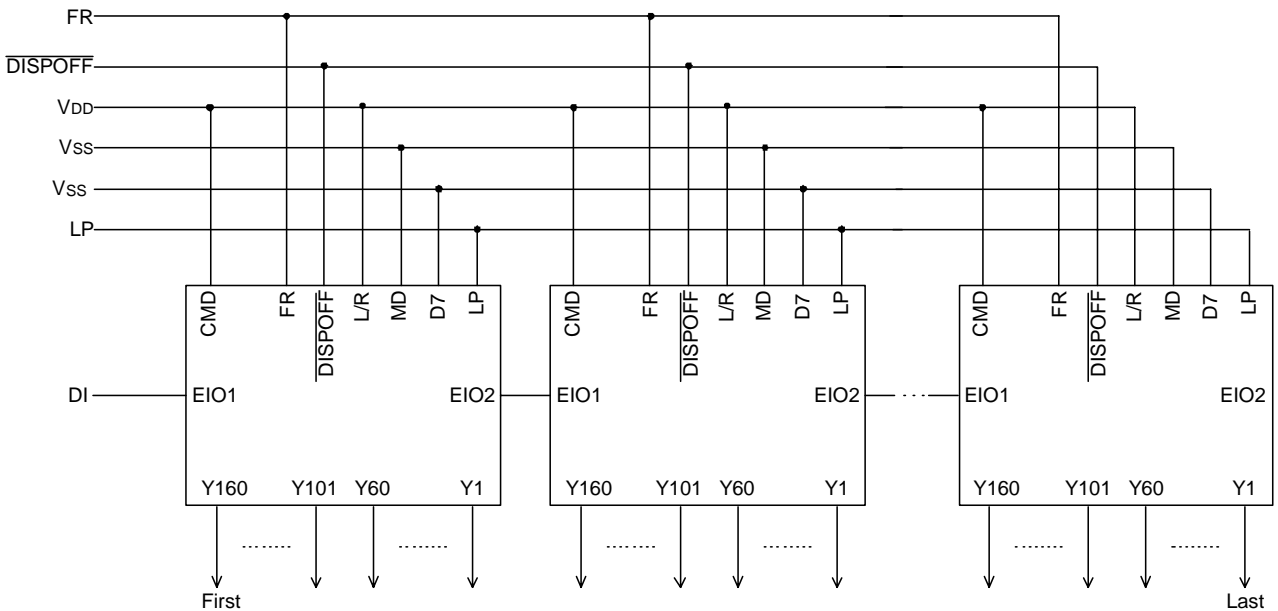 FR
DISPOFF
VDD
VSS
VSS
LP
CMD FR DISPOFF L/R MD D7 LP
CMD FR DISPOFF L/R MD D7 LP
CMD FR DISPOFF L/R MD D7 LP
DI EIO1 EIO2 EIO1 EIO2 EIO1 EIO2
Y160 Y101 Y60 Y1 Y160 Y101 Y60 Y1 Y160 Y101 Y60 Y1
First Last